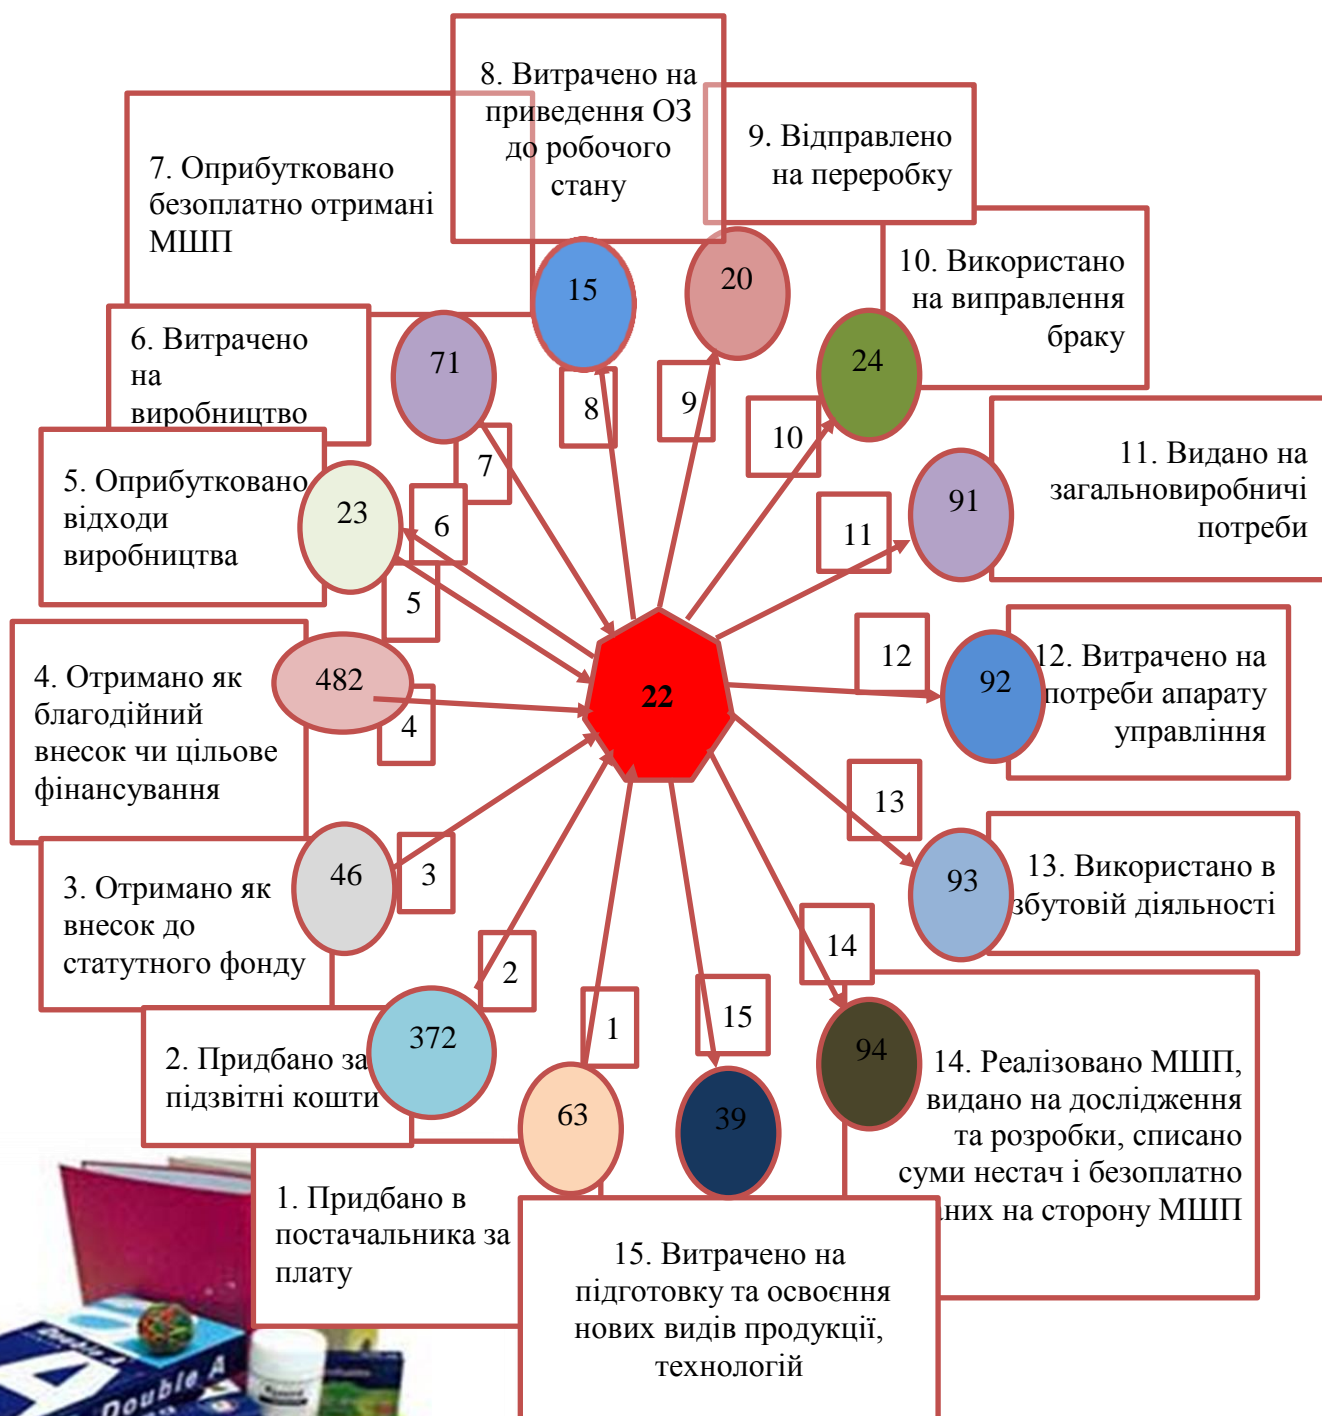 8. Витрачено на
приведення ОЗ
до робочого
стану
9. Відправлено
на переробку
7. Оприбутковано
безоплатно отримані
МШП
10. Використано
на виправлення
браку
15
20
6. Витрачено
на
виробництво
71
24
8
9
10
7
11. Видано на
загальновиробничі
потреби
5. Оприбутковано
відходи
виробництва
23
6
91
11
5
4. Отримано як
благодійний
внесок чи цільове
фінансування
482
4
22
12
92
12. Витрачено на
потреби апарату
управління
13
3. Отримано як
внесок до
статутного фонду
46
3
93
13. Використано в
збутовій діяльності
2
14
2. Придбано за
підзвітні кошти
372
1
15
94
14. Реалізовано МШП,
видано на дослідження
та розробки, списано
суми нестач і безоплатно
на сторону МШП
63
39
1. Придбано в
постачальника за
плату
15. Витрачено на
підготовку та освоєння
нових видів продукції,
технологій
Double A
A
Double A